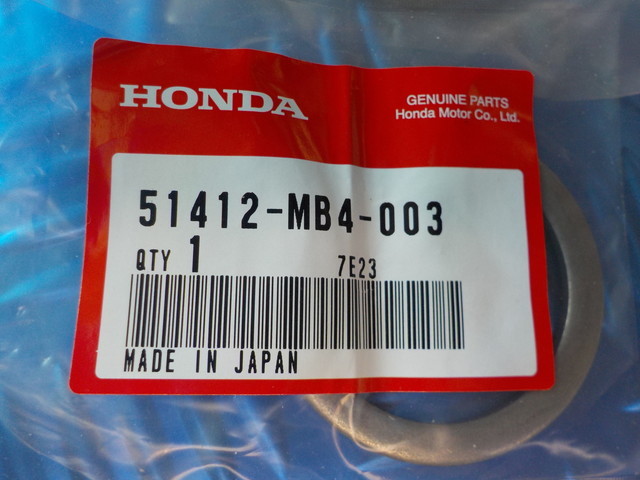 HONDA
GENUINE PARTS
Honda Motor Co., Ltd.
51412-MB4-003
QTY 1
7E23
MADE IN JAPAN